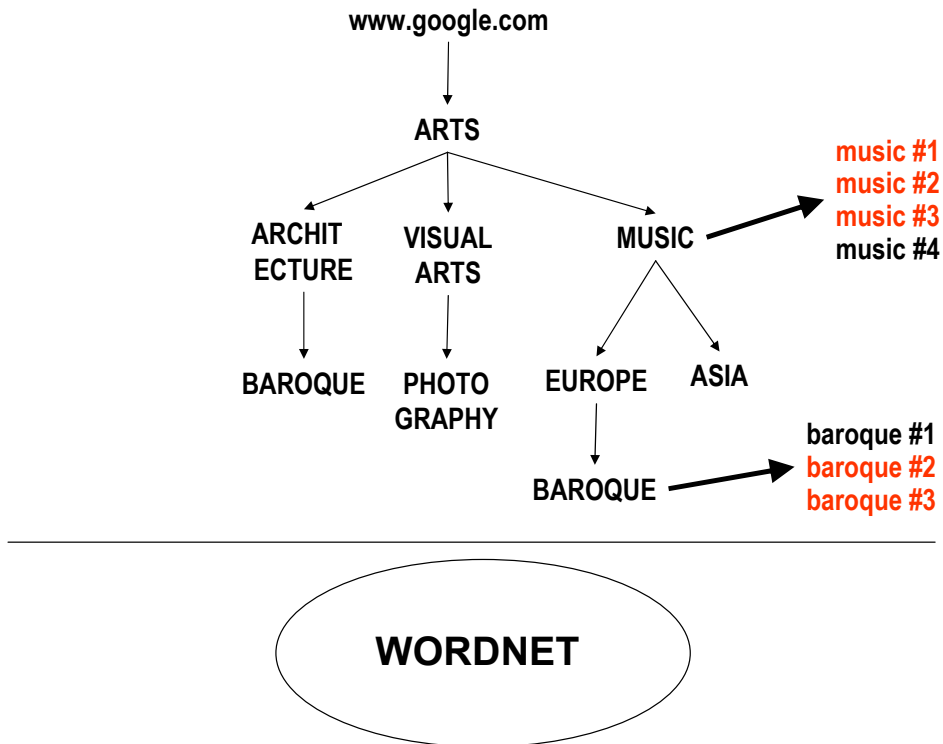 www.google.com
ARTS
ARCHIT
ECTURE
VISUAL
ARTS
MUSIC
music #1
music #2
music #3
music #4
BAROQUE
PHOTO
GRAPHY
EUROPE
ASIA
BAROQUE
baroque #1
baroque #2
baroque #3
WORDNET